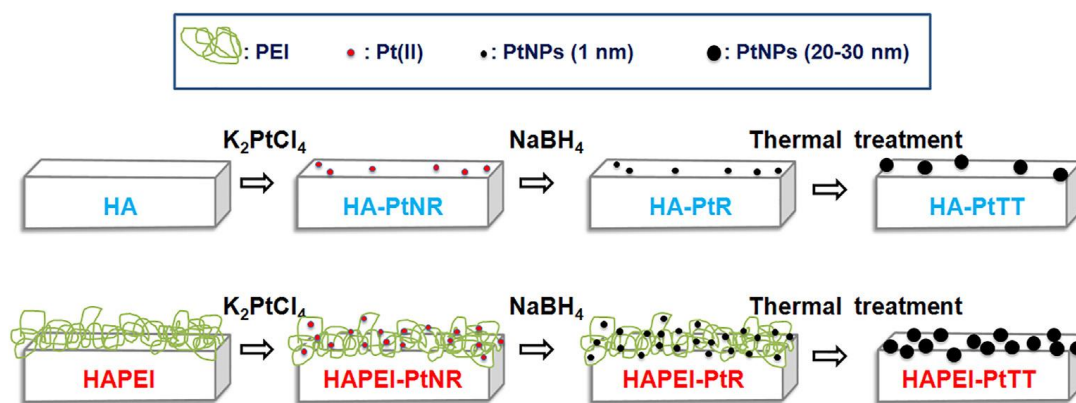 : PEI : Pt(II) : PtNPs (1 nm) : PtNPs (20-30 nm)
K₂PtCl₄ NaBH₄ Thermal treatment
HA HA-PtNR HA-PtR HA-PtTT
K₂PtCl₄ NaBH₄ Thermal treatment
HAPEI HAPEI-PtNR HAPEI-PtR HAPEI-PtTT